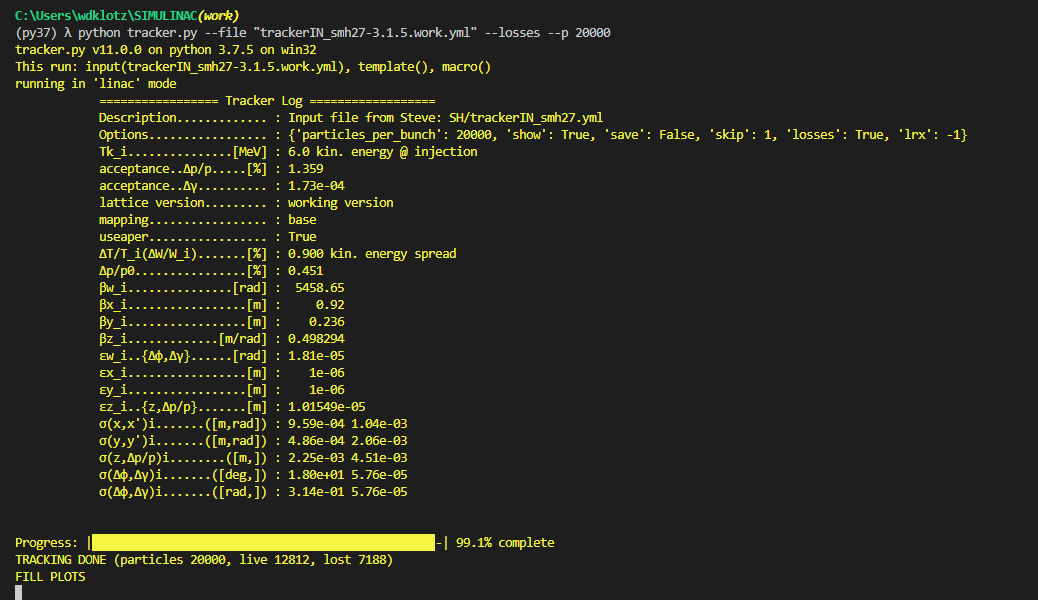 C:\Users\wdklotz\SIMULINAC(work)
(py37) λ python tracker.py --file "trackerIN_smh27-3.1.5.work.yml" --losses --p 20000
tracker.py v11.0.0 on python 3.7.5 on win32
This run: input(trackerIN_smh27-3.1.5.work.yml), template(), macro()
running in 'linac' mode
================= Tracker Log ==================
Description............. : Input file from Steve: SH/trackerIN_smh27.yml
Options................. : {'particles_per_bunch': 20000, 'show': True, 'save': False, 'skip': 1, 'losses': True, 'lrx': -1}
Tk_i...............[MeV] : 6.0 kin. energy @ injection
acceptance..Δp/p.....[%] : 1.359
acceptance..Δγ.......... : 1.73e-04
lattice version......... : working version
mapping................. : base
useaper................. : True
ΔT/T_i(ΔW/W_i).......[%] : 0.900 kin. energy spread
Δp/p0................[%] : 0.451
βw_i...............[rad] : 5458.65
βx_i.................[m] : 0.92
βy_i.................[m] : 0.236
βz_i.............[m/rad] : 0.498294
εw_i..{Δϕ,Δγ}......[rad] : 1.81e-05
εx_i.................[m] : 1e-06
εy_i.................[m] : 1e-06
εz_i..{z,Δp/p}.......[m] : 1.01549e-05
σ(x,x')i.......([m,rad]) : 9.59e-04 1.04e-03
σ(y,y')i.......([m,rad]) : 4.86e-04 2.06e-03
σ(z,Δp/p)i........([m,]) : 2.25e-03 4.51e-03
σ(Δϕ,Δγ)i.......([deg,]) : 1.80e+01 5.76e-05
σ(Δϕ,Δγ)i.......([rad,]) : 3.14e-01 5.76e-05
Progress: |█████████████████████████████████████████████████-| 99.1% complete
TRACKING DONE (particles 20000, live 12812, lost 7188)
FILL PLOTS